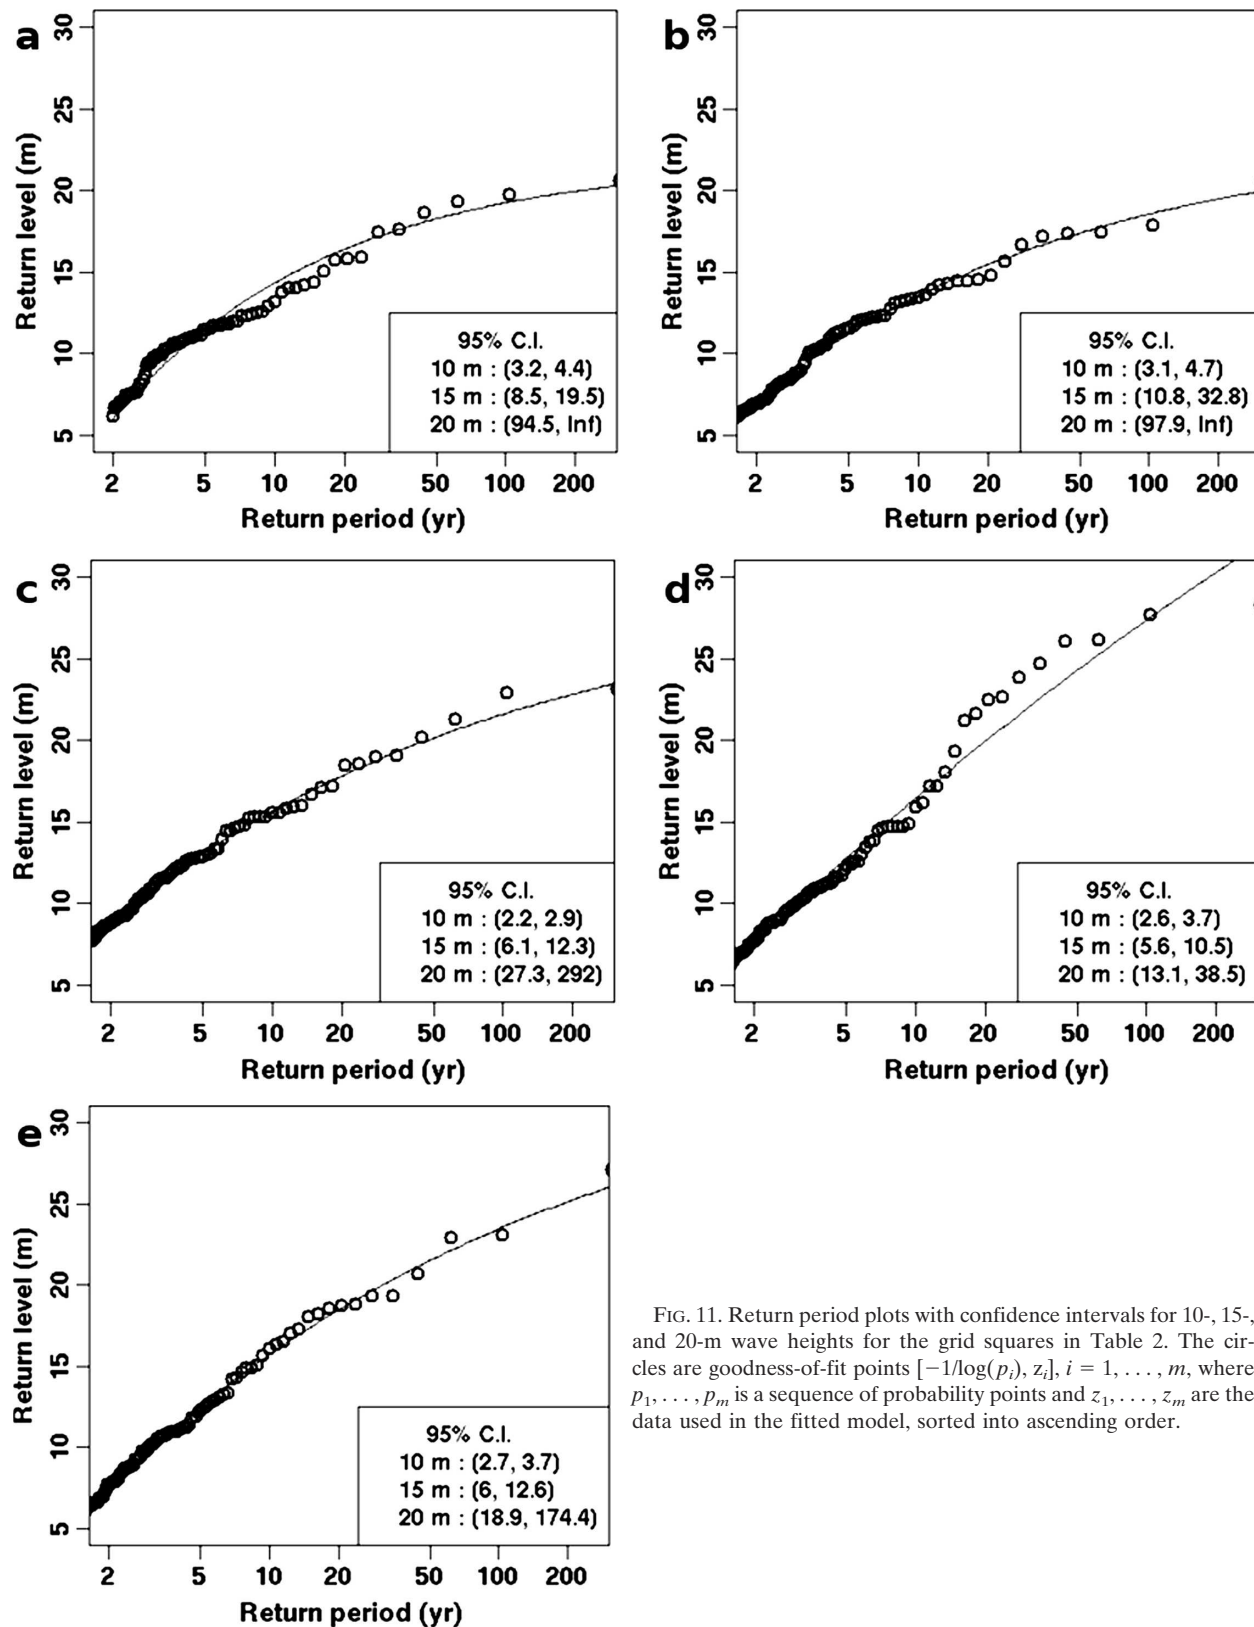 a
30
25
20
15
10
5
Return level (m)
95% C.I.
10 m : (3.2, 4.4)
15 m : (8.5, 19.5)
20 m : (94.5, Inf)
2 5 10 20 50 100 200
Return period (yr)
b
30
25
20
15
10
5
Return level (m)
95% C.I.
10 m : (3.1, 4.7)
15 m : (10.8, 32.8)
20 m : (97.9, Inf)
2 5 10 20 50 100 200
Return period (yr)
c
30
25
20
15
10
5
Return level (m)
95% C.I.
10 m : (2.2, 2.9)
15 m : (6.1, 12.3)
20 m : (27.3, 292)
2 5 10 20 50 100 200
Return period (yr)
d
30
25
20
15
10
5
Return level (m)
95% C.I.
10 m : (2.6, 3.7)
15 m : (5.6, 10.5)
20 m : (13.1, 38.5)
2 5 10 20 50 100 200
Return period (yr)
e
30
25
20
15
10
5
Return level (m)
95% C.I.
10 m : (2.7, 3.7)
15 m : (6, 12.6)
20 m : (18.9, 174.4)
2 5 10 20 50 100 200
Return period (yr)
FIG. 11. Return period plots with confidence intervals for 10-, 15-,
and 20-m wave heights for the grid squares in Table 2. The cir-
cles are goodness-of-fit points [−1/log(pᵢ), zᵢ], i = 1, . . . , m, where
p₁, . . . , pₘ is a sequence of probability points and z₁, . . . , zₘ are the
data used in the fitted model, sorted into ascending order.